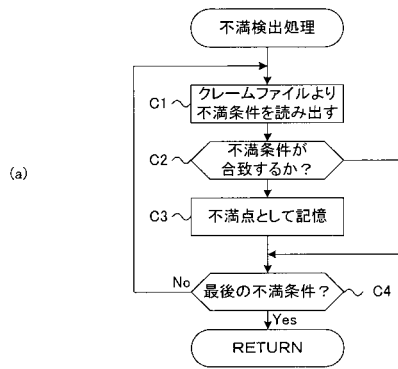 不満検出処理
クレームファイルより
C1
不満条件を読み出す
不満条件が
C2
合致するか?
(a)
C3
不満点として記憶
No
最後の不満条件?
C4
Yes
RETURN